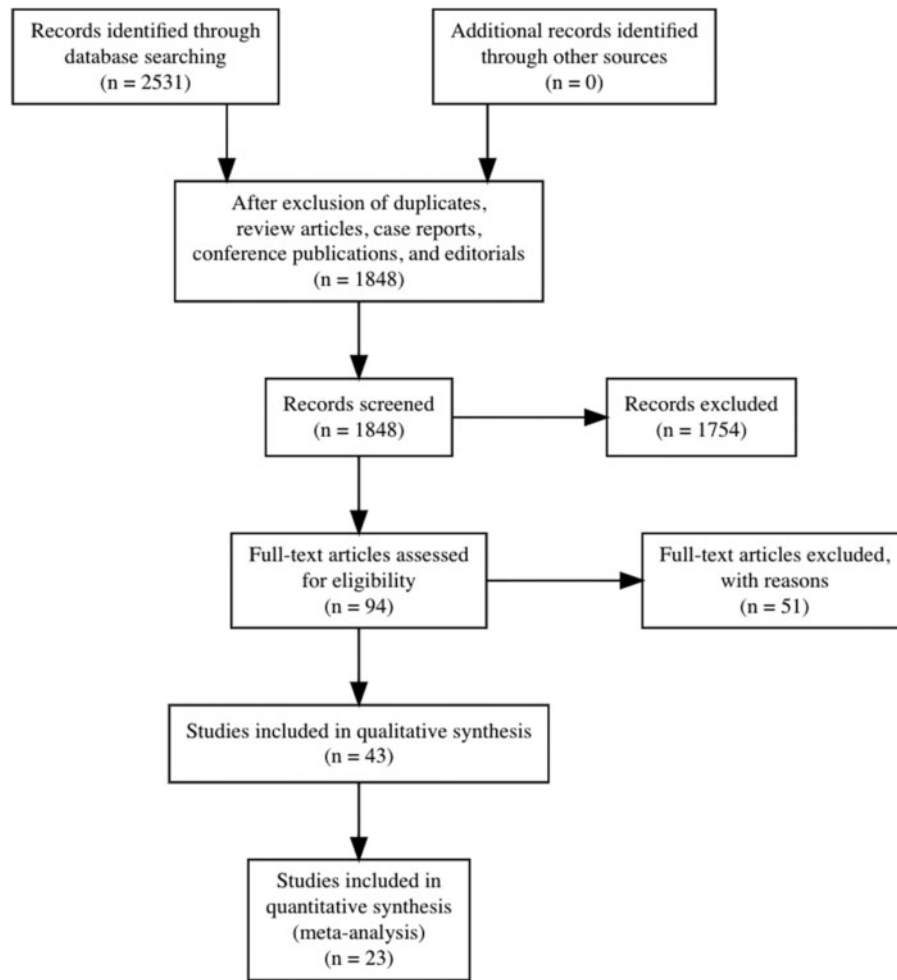 Records identified through
database searching
(n = 2531)
Additional records identified
through other sources
(n = 0)
After exclusion of duplicates,
review articles, case reports,
conference publications, and editorials
(n = 1848)
Records screened
(n = 1848)
Records excluded
(n = 1754)
Full-text articles assessed
for eligibility
(n = 94)
Full-text articles excluded,
with reasons
(n = 51)
Studies included in qualitative synthesis
(n = 43)
Studies included in
quantitative synthesis
(meta-analysis)
(n = 23)